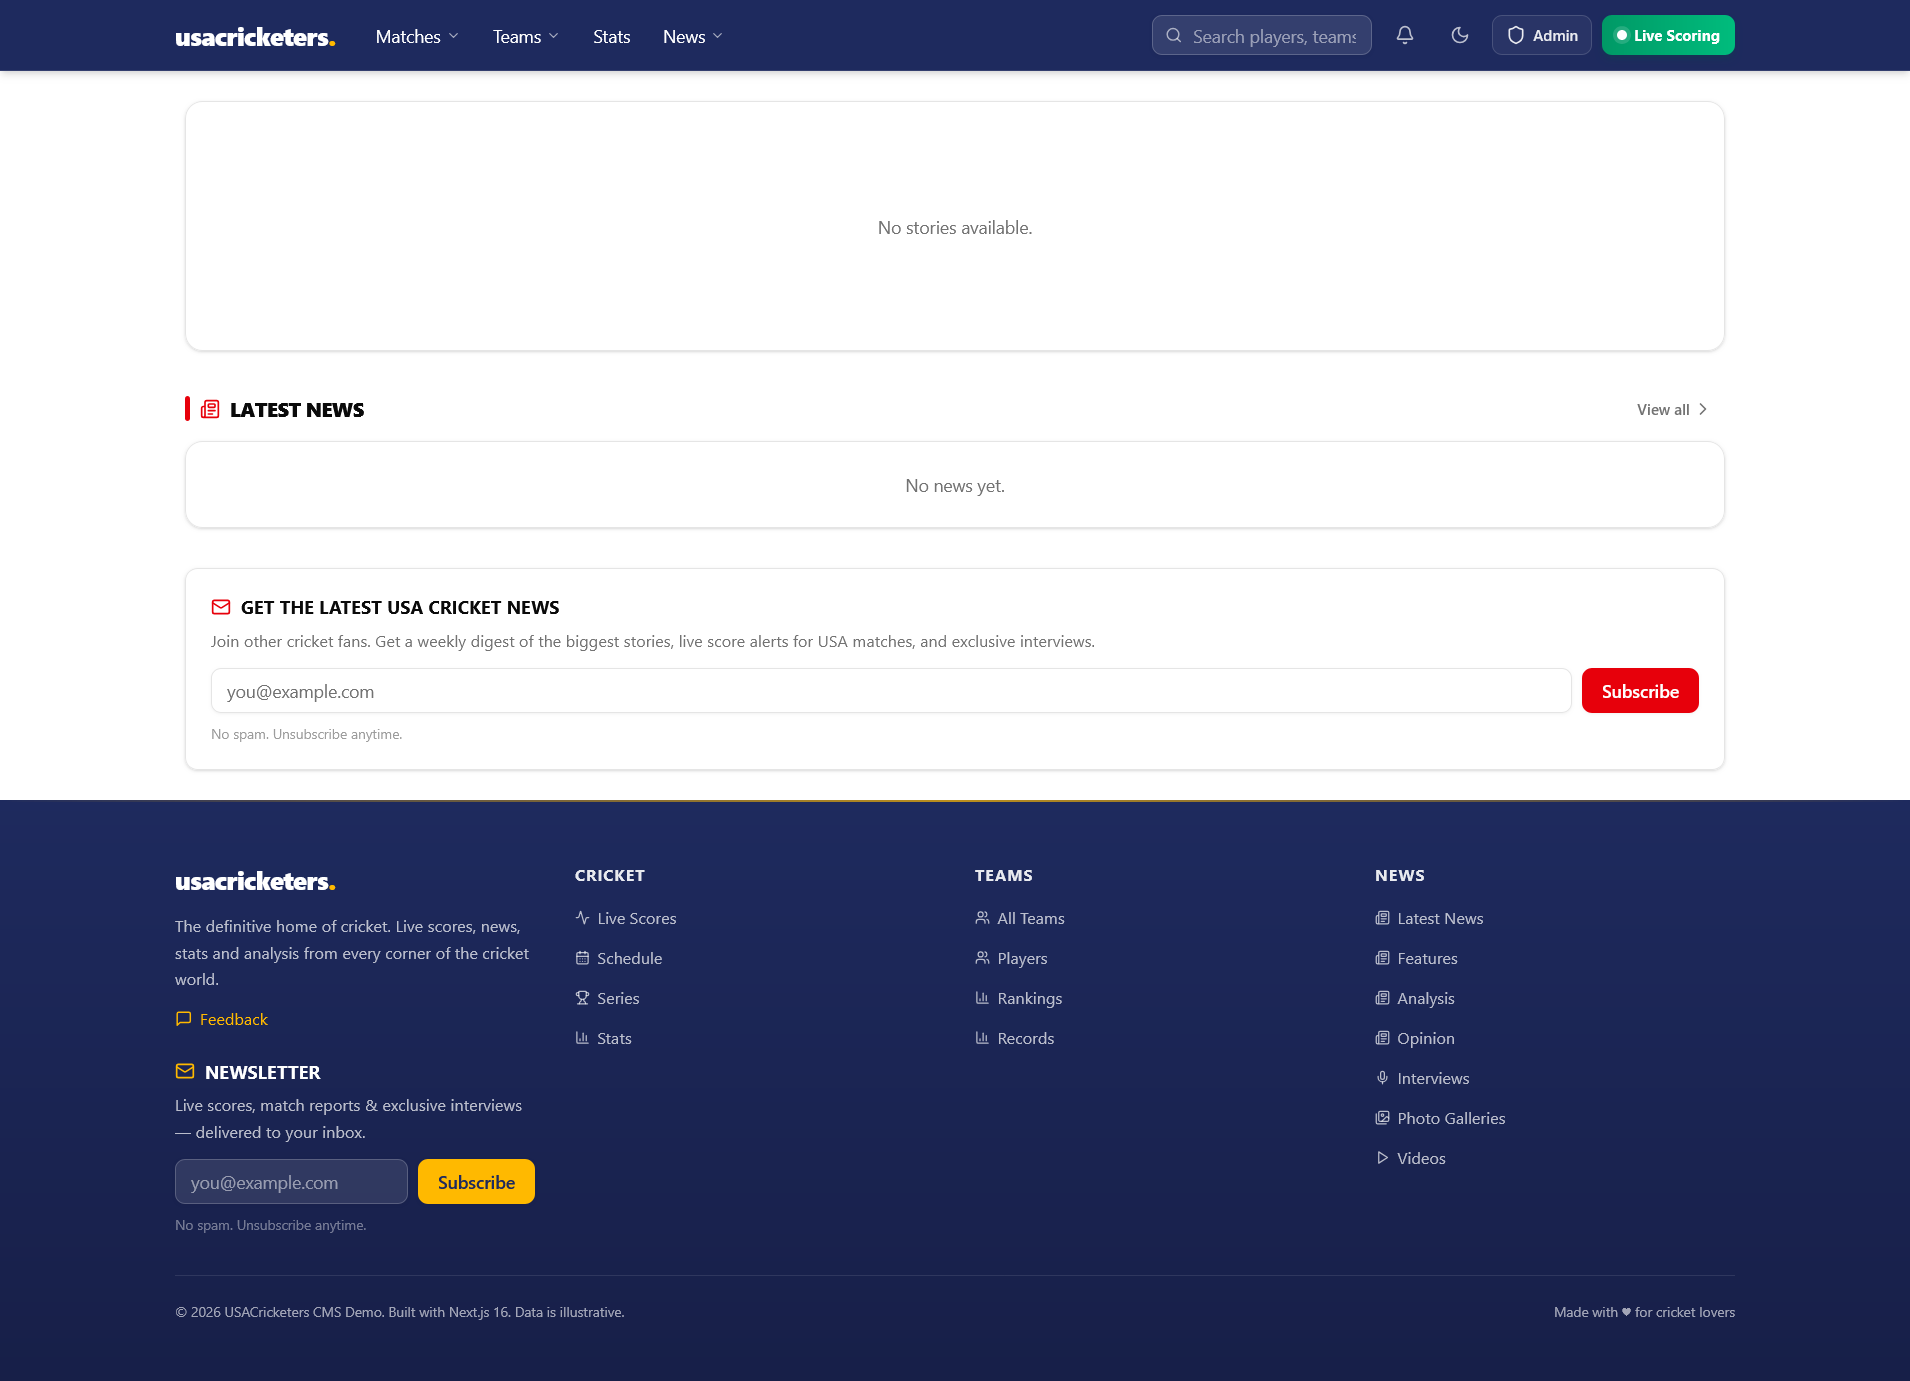 usacricketers.
Matches
Teams
Stats
News
Search players, teams
Admin
Live Scoring
No stories available.
LATEST NEWS
View all
No news yet.
GET THE LATEST USA CRICKET NEWS
Join other cricket fans. Get a weekly digest of the biggest stories, live score alerts for USA matches, and exclusive interviews.
you@example.com
Subscribe
No spam. Unsubscribe anytime.
usacricketers.
The definitive home of cricket. Live scores, news,
stats and analysis from every corner of the cricket
world.
Feedback
NEWSLETTER
Live scores, match reports & exclusive interviews
— delivered to your inbox.
you@example.com
Subscribe
No spam. Unsubscribe anytime.
CRICKET
Live Scores
Schedule
Series
Stats
TEAMS
All Teams
Players
Rankings
Records
NEWS
Latest News
Features
Analysis
Opinion
Interviews
Photo Galleries
Videos
© 2026 USACricketers CMS Demo. Built with Next.js 16. Data is illustrative.
Made with ♥ for cricket lovers